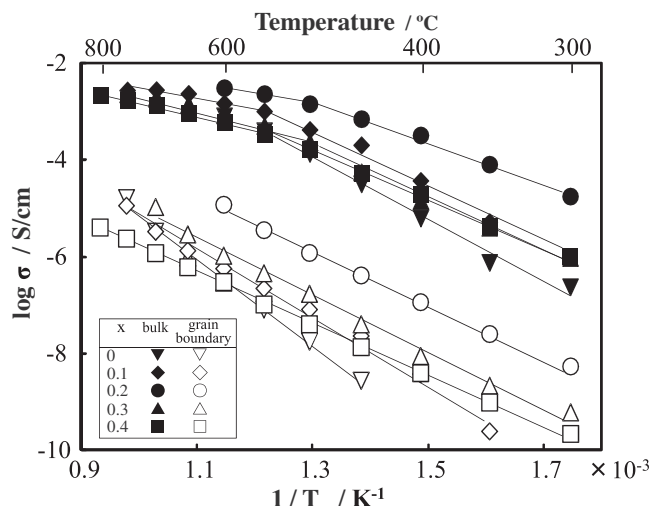 Temperature / ºC
800 600 400 300
-2
-4
-6
-8
-10
log σ / S/cm
x bulk grain boundary
0
0.1
0.2
0.3
0.4
0.9 1.1 1.3 1.5 1.7 × 10⁻³
1 / T / K⁻¹